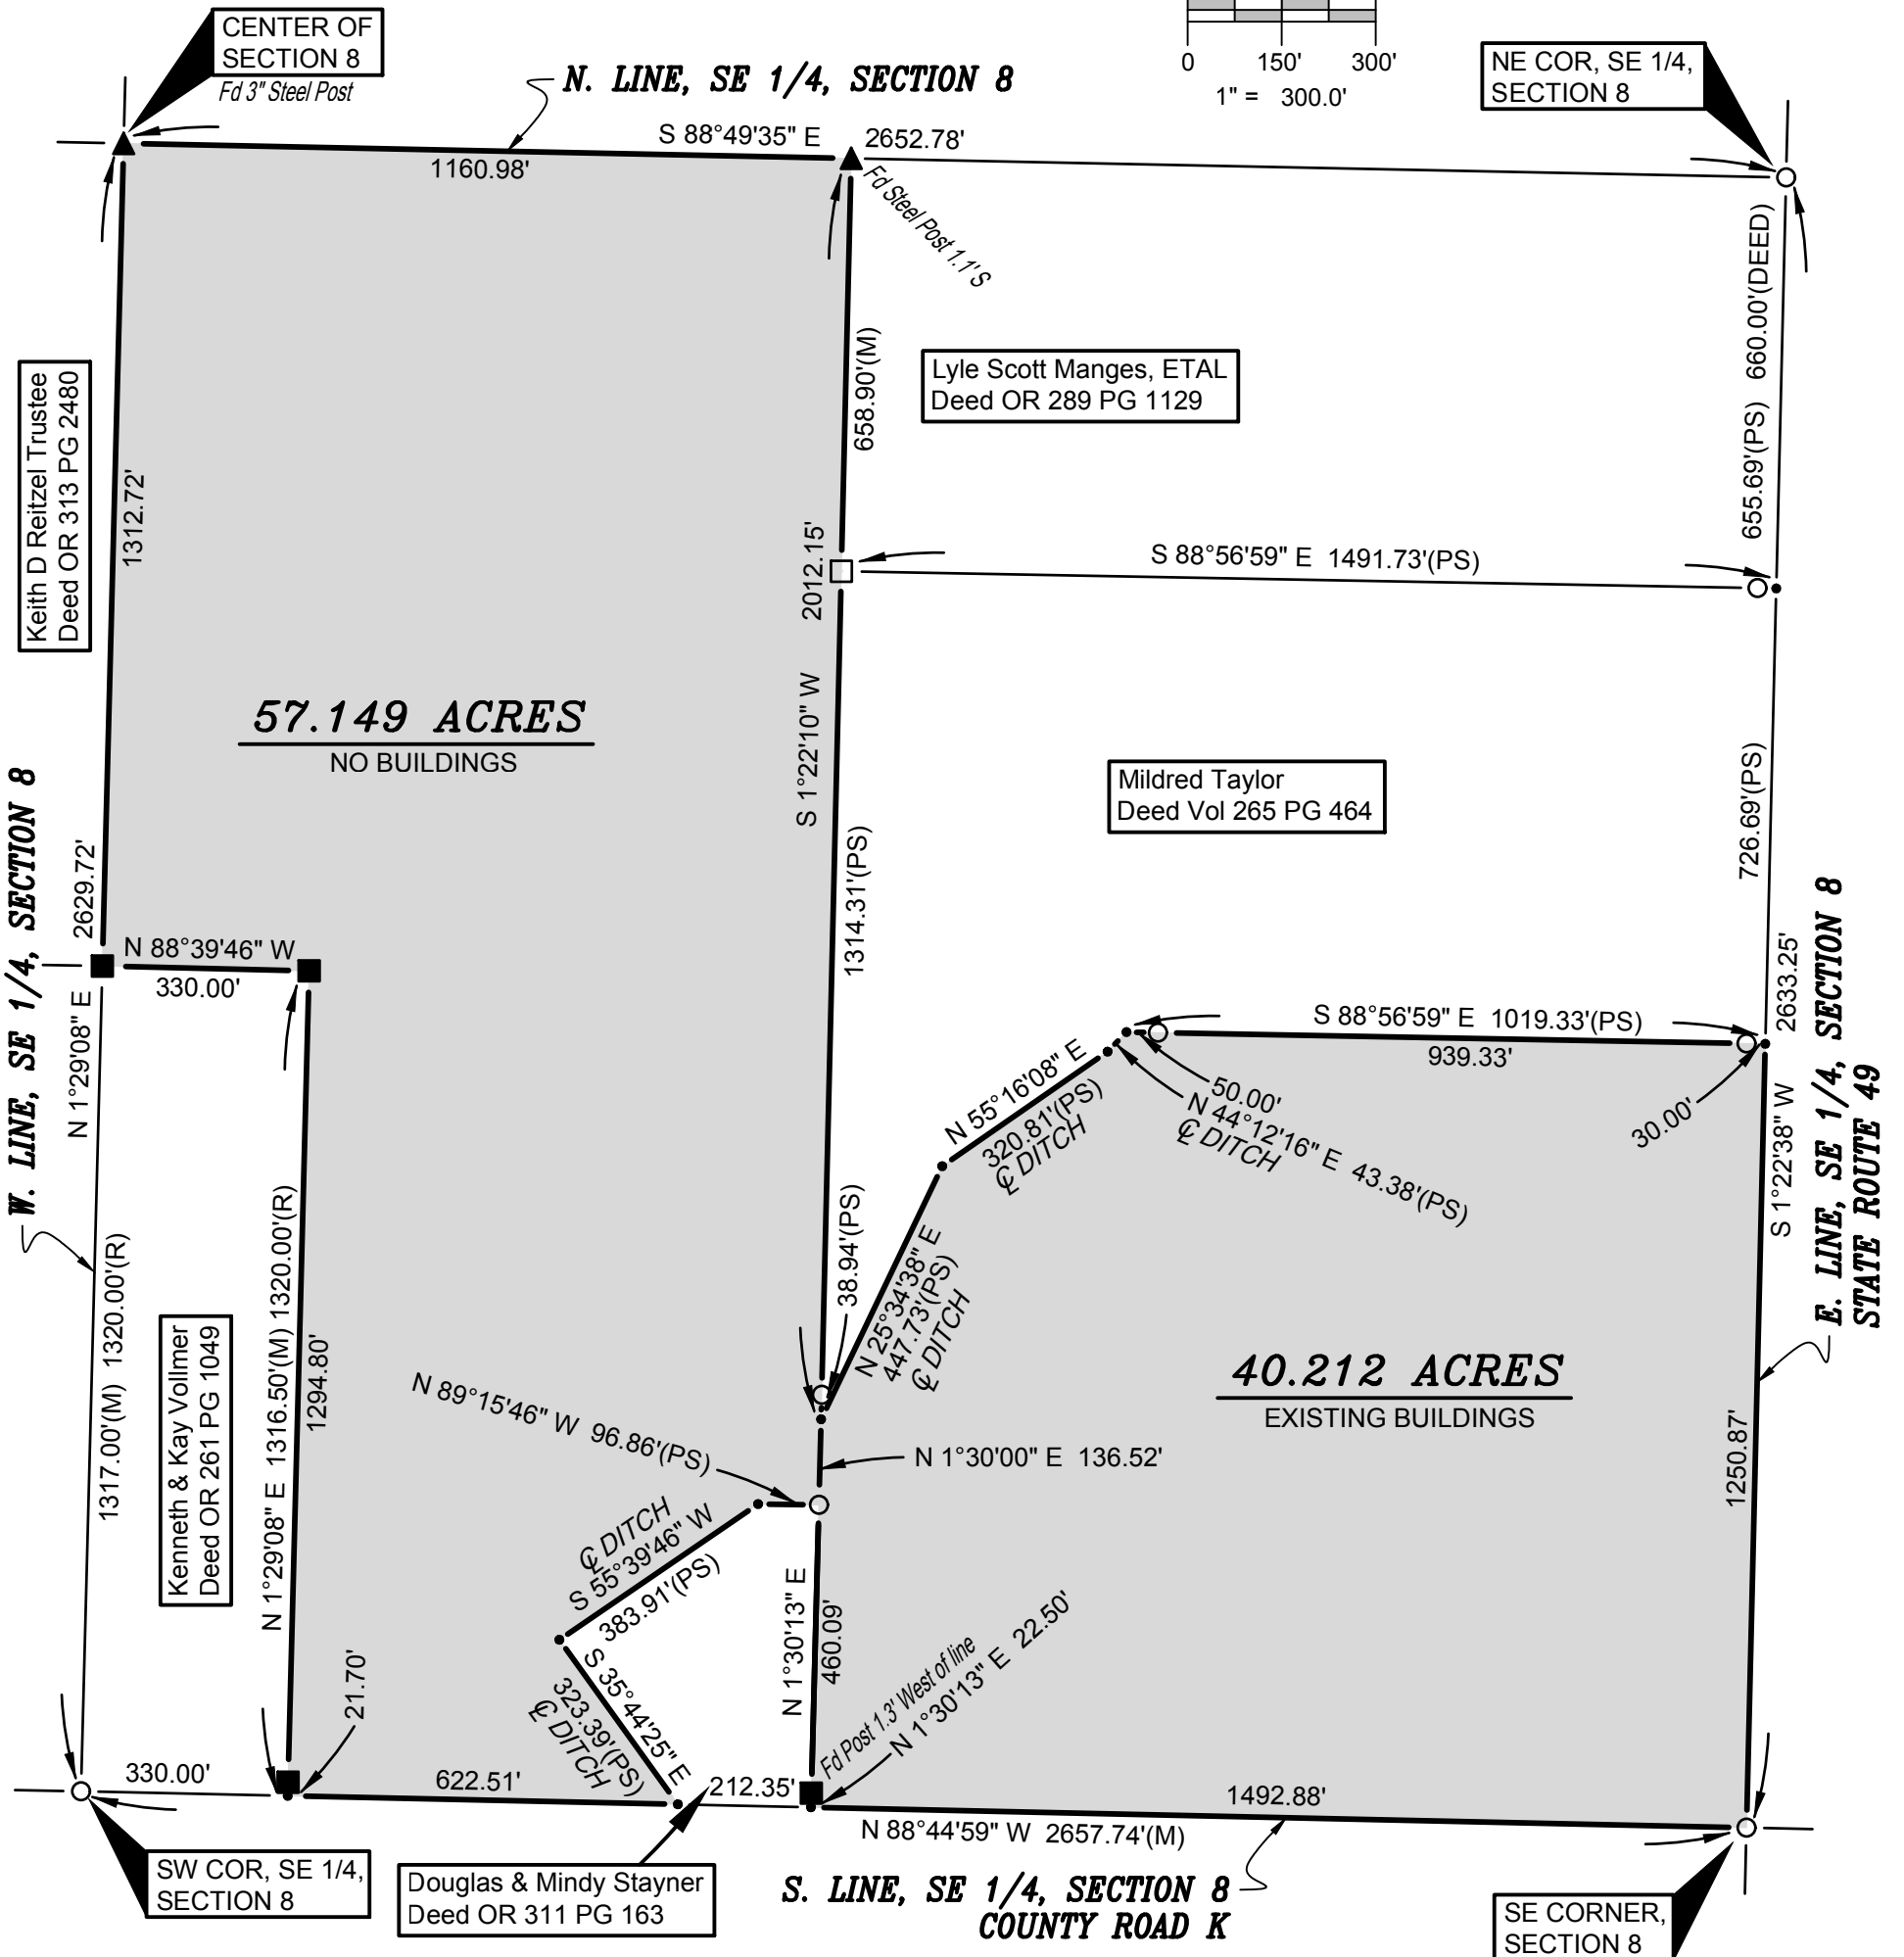 CENTER OF
SECTION 8
Fd 3" Steel Post
N. LINE, SE 1/4, SECTION 8
0 150' 300'
1" = 300.0'
NE COR, SE 1/4,
SECTION 8
S 88°49'35" E 2652.78'
1160.98'
Fd Steel Post 1.1' S
660.00'(DEED)
655.69'(PS)
658.90'(M)
Lyle Scott Manges, ETAL
Deed OR 289 PG 1129
Keith D Reitzel Trustee
Deed OR 313 PG 2480
1312.72'
2012.15'
S 88°56'59" E 1491.73'(PS)
57.149 ACRES
NO BUILDINGS
S 1°22'10" W
1314.31'(PS)
Mildred Taylor
Deed Vol 265 PG 464
726.69'(PS)
W. LINE, SE 1/4, SECTION 8
2629.72'
N 88°39'46" W
330.00'
N 1°29'08" E
2633.25'
E. LINE, SE 1/4, SECTION 8
STATE ROUTE 49
S 88°56'59" E 1019.33'(PS)
939.33'
50.00'
N 44°12'16" E 43.38'(PS)
℄ DITCH
N 55°16'08" E
320.81'(PS)
℄ DITCH
30.00'
S 1°22'38" W
38.94'(PS)
N 25°34'38" E
447.73'(PS)
℄ DITCH
1317.00'(M) 1320.00'(R)
Kenneth & Kay Vollmer
Deed OR 261 PG 1049
N 1°29'08" E 1316.50'(M) 1320.00'(R)
1294.80'
40.212 ACRES
EXISTING BUILDINGS
N 89°15'46" W 96.86'(PS)
N 1°30'00" E 136.52'
1250.87'
℄ DITCH
S 55°39'46" W
383.91'(PS)
N 1°30'13" E
460.09'
Fd Post 1.3' West of line
N 1°30'13" E 22.50'
S 35°44'25" E
323.39'(PS)
℄ DITCH
21.70'
330.00'
622.51'
212.35'
1492.88'
N 88°44'59" W 2657.74'(M)
SW COR, SE 1/4,
SECTION 8
Douglas & Mindy Stayner
Deed OR 311 PG 163
S. LINE, SE 1/4, SECTION 8
COUNTY ROAD K
SE CORNER,
SECTION 8